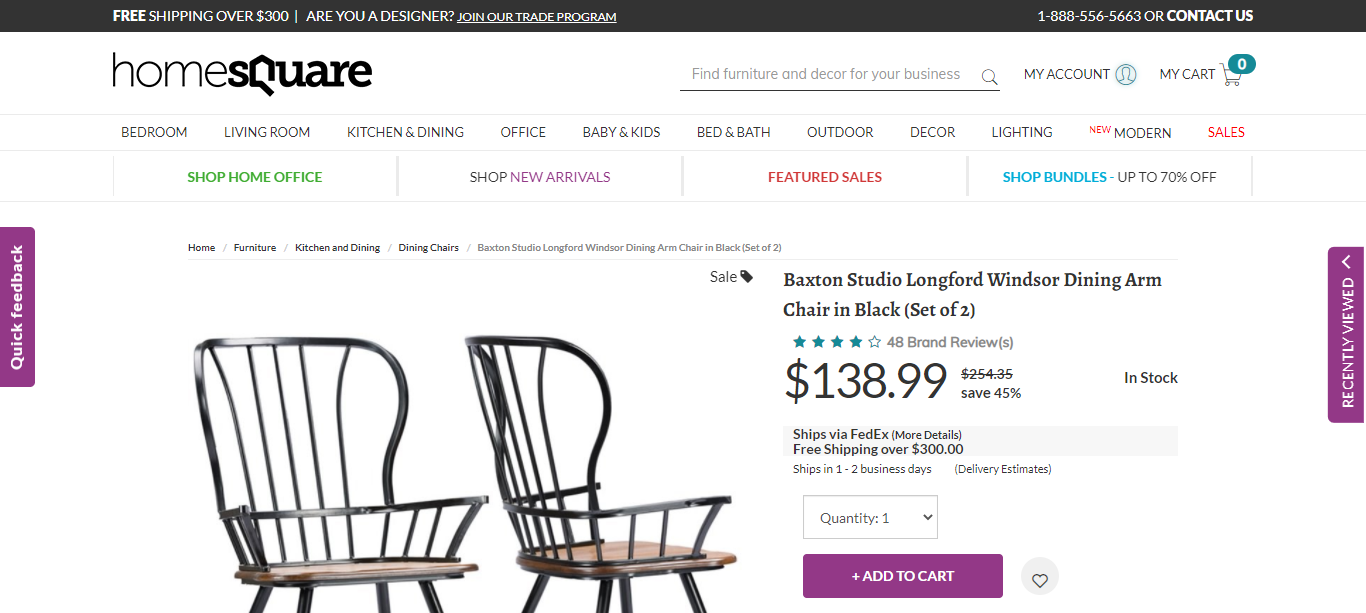 FREE SHIPPING OVER $300 | ARE YOU A DESIGNER? JOIN OUR TRADE PROGRAM
1-888-556-5663 OR CONTACT US
homesquare
Find furniture and decor for your business
MY ACCOUNT
MY CART
0
BEDROOM LIVING ROOM KITCHEN & DINING OFFICE BABY & KIDS BED & BATH OUTDOOR DECOR LIGHTING NEW MODERN SALES
SHOP HOME OFFICE
SHOP NEW ARRIVALS
FEATURED SALES
SHOP BUNDLES - UP TO 70% OFF
Quick feedback
Home / Furniture / Kitchen and Dining / Dining Chairs / Baxton Studio Longford Windsor Dining Arm Chair in Black (Set of 2)
Sale
Baxton Studio Longford Windsor Dining Arm
Chair in Black (Set of 2)
48 Brand Review(s)
$138.99
$254.35
save 45%
In Stock
Ships via FedEx (More Details)
Free Shipping over $300.00
Ships in 1 - 2 business days (Delivery Estimates)
Quantity: 1
+ ADD TO CART
RECENTLY VIEWED